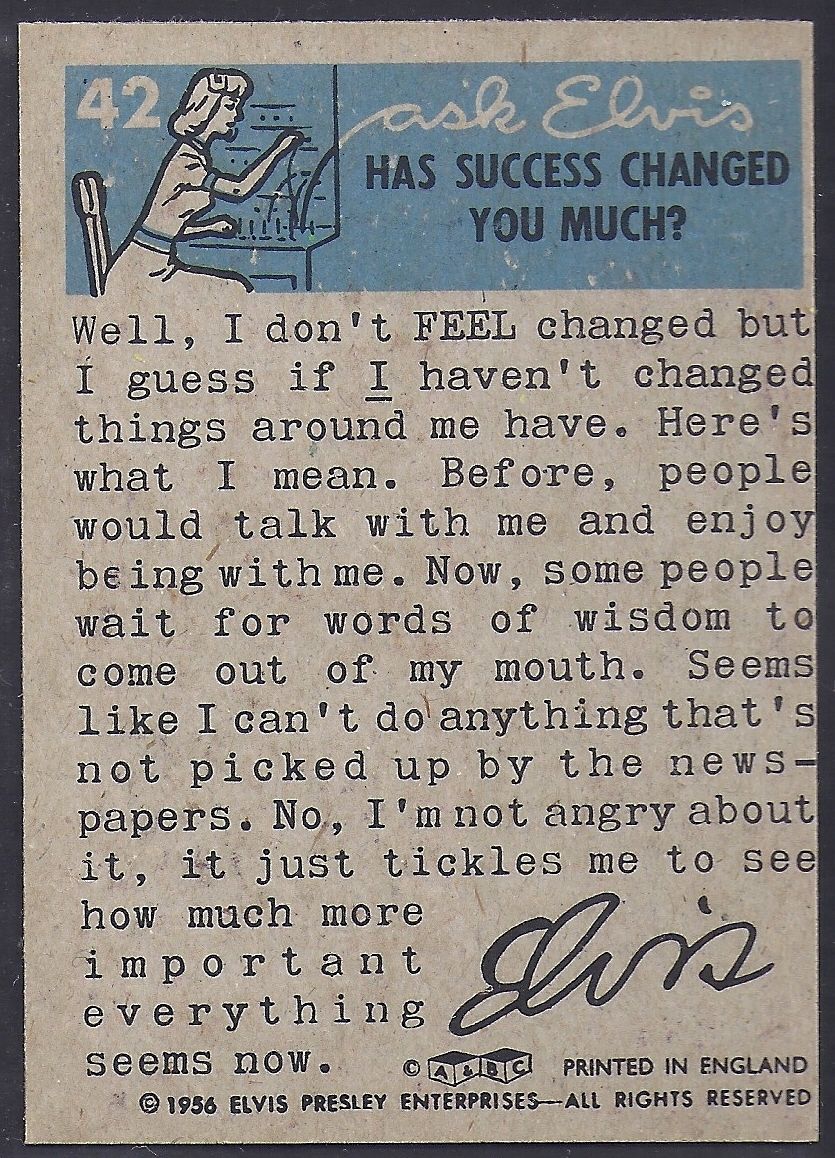 42
ask Elvis
HAS SUCCESS CHANGED
YOU MUCH?
Well, I don't FEEL changed but
I guess if I haven't changed
things around me have. Here's
what I mean. Before, people
would talk with me and enjoy
being with me. Now, some people
wait for words of wisdom to
come out of my mouth. Seems
like I can't do anything that's
not picked up by the news-
papers. No, I'm not angry about
it, it just tickles me to see
how much more
important
everything
seems now.
Elvis
© A&BC PRINTED IN ENGLAND
© 1956 ELVIS PRESLEY ENTERPRISES—ALL RIGHTS RESERVED